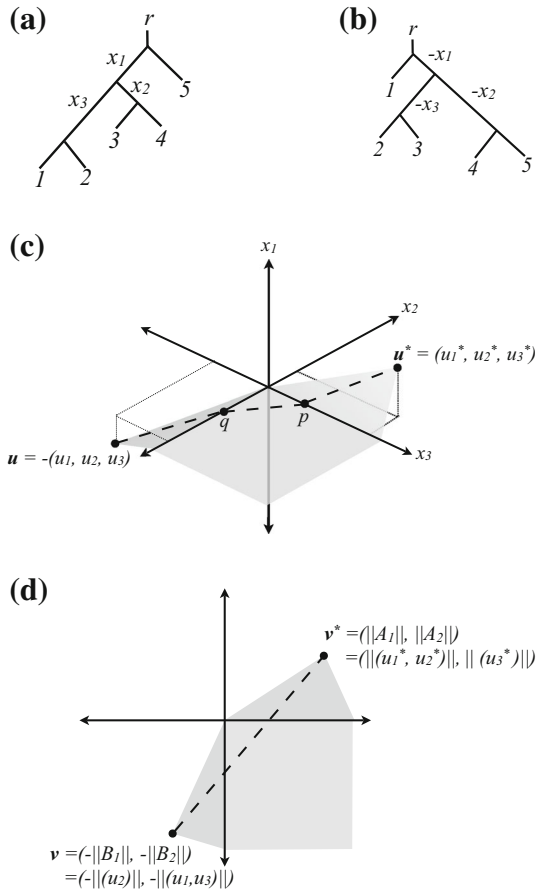 (a)
r
x1
x3
x2
5
3
4
1
2
(b)
r
-x1
1
-x2
-x3
2
3
4
5
(c)
x1
x2
u* = (u1*, u2*, u3*)
q
p
x3
u = -(u1, u2, u3)
(d)
v* =(||A1||, ||A2||)
=(||(u1*, u2*)||, || (u3*)||)
v =(-||B1||, -||B2||)
=(-||(u2)||, -||(u1,u3)||)